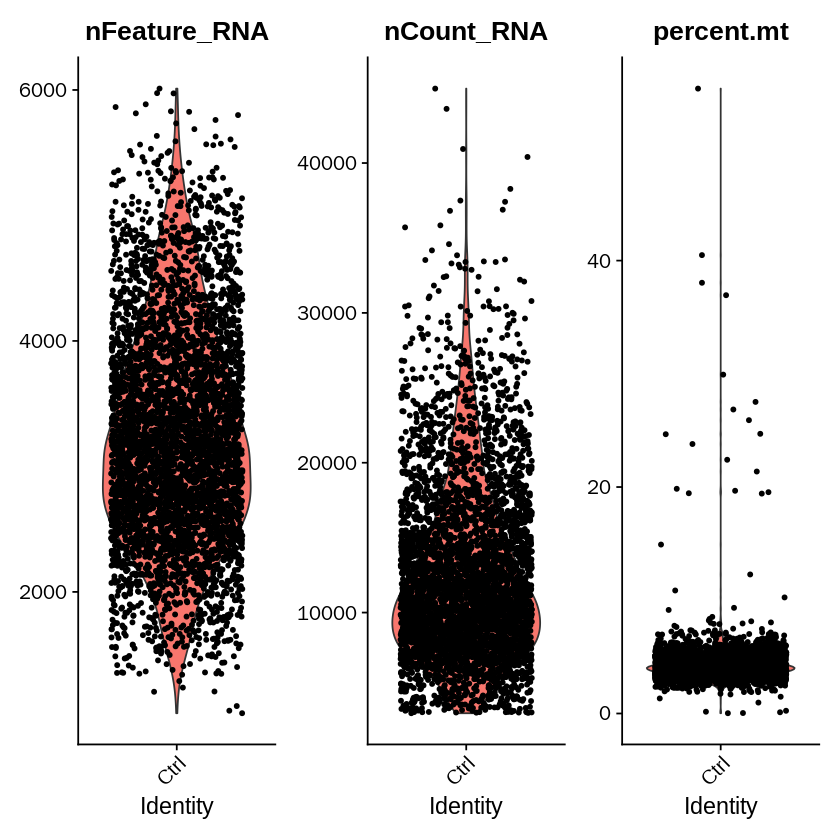 nFeature_RNA
6000
4000
2000
Ctrl
Identity
nCount_RNA
40000
30000
20000
10000
Ctrl
Identity
percent.mt
40
20
0
Ctrl
Identity